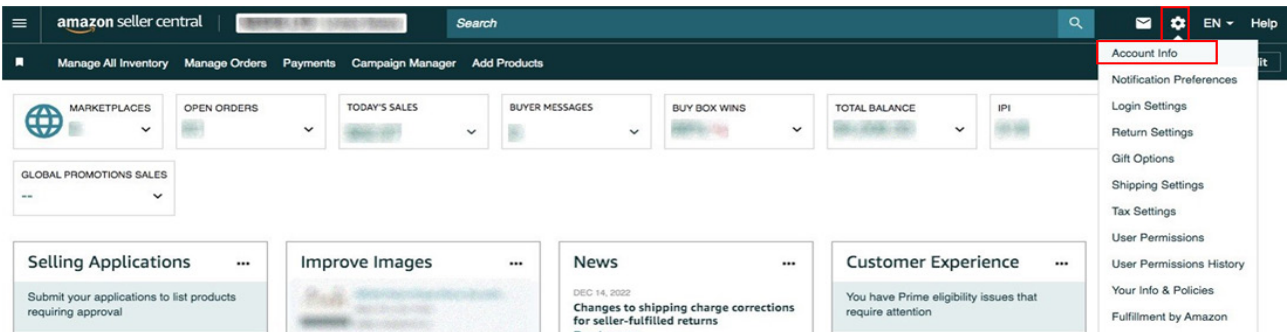 amazon seller central
Search
EN
Help
Manage All Inventory
Manage Orders
Payments
Campaign Manager
Add Products
Account Info
Notification Preferences
Login Settings
Return Settings
Gift Options
Shipping Settings
Tax Settings
User Permissions
User Permissions History
Your Info & Policies
Fulfillment by Amazon
MARKETPLACES
OPEN ORDERS
TODAY'S SALES
BUYER MESSAGES
BUY BOX WINS
TOTAL BALANCE
IPI
GLOBAL PROMOTIONS SALES
--
Selling Applications
Submit your applications to list products
requiring approval
Improve Images
News
DEC 14, 2022
Changes to shipping charge corrections
for seller-fulfilled returns
Customer Experience
You have Prime eligibility issues that
require attention